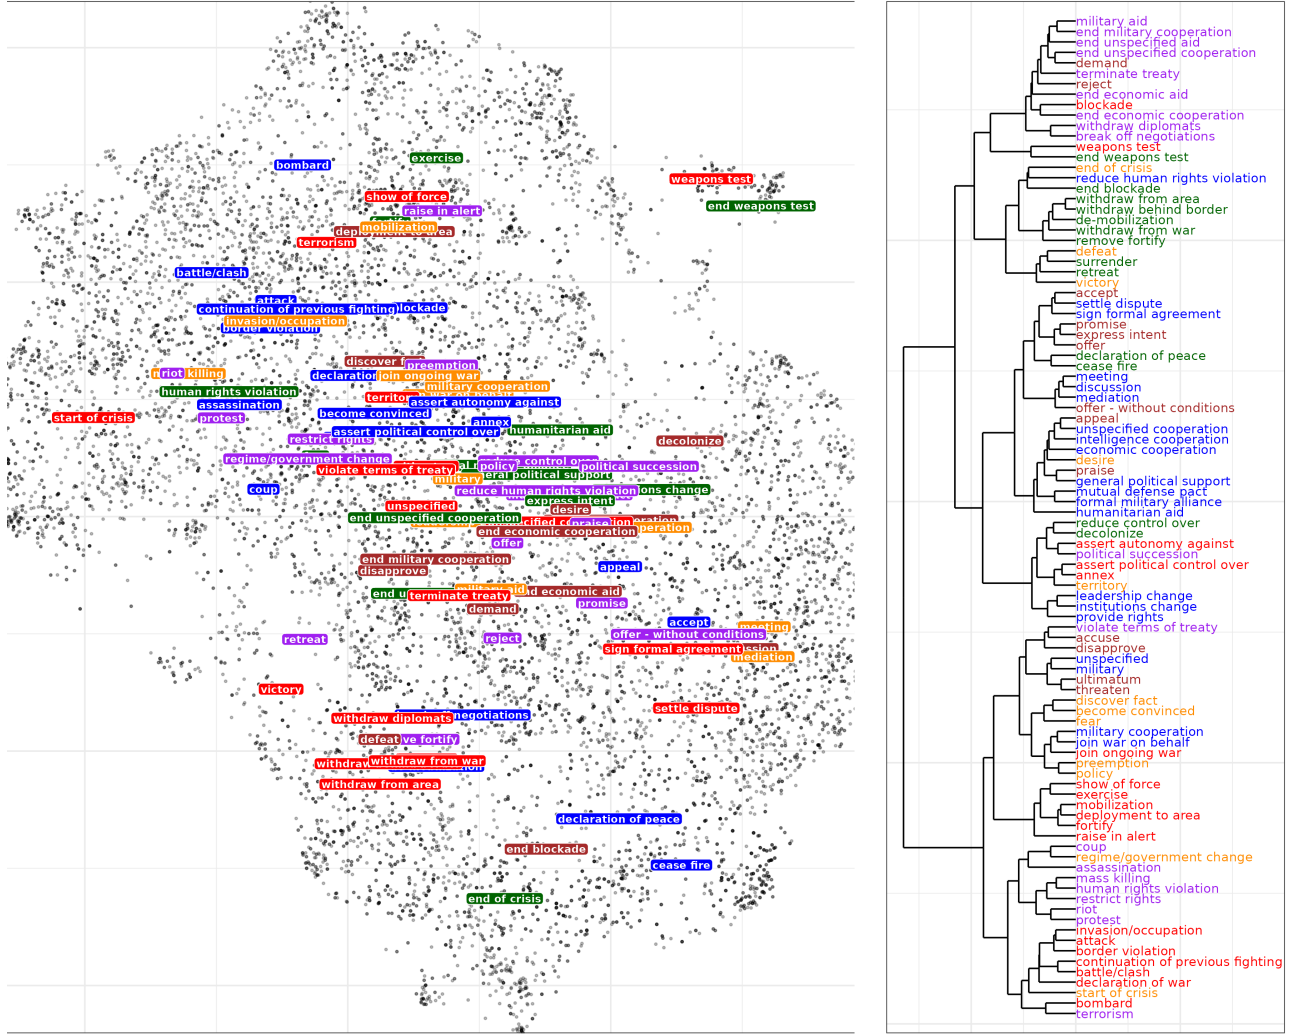 bombard
exercise
weapons test
show of force
end weapons test
raise in alert
mobilization
deployment to area
terrorism
battle/clash
attack
continuation of previous fighting
invasion/occupation
border violation
discover
preemption
riot killing
declaration
join ongoing war
military cooperation
human rights violation
assert autonomy against
assassination
become convinced
start of crisis
protest
annex
assert political control over
humanitarian aid
restrict rights
decolonize
regime/government change
policy
political succession
violate terms of treaty
political support
military
coup
reduce human rights violation
express intent
unspecified
desire
end unspecified cooperation
praise
end economic cooperation
offer
end military cooperation
appeal
disapprove
terminate treaty
economic aid
promise
demand
accept
meeting
retreat
reject
offer - without conditions
sign formal agreement
mediation
victory
settle dispute
withdraw diplomats
negotiations
defeat
fortify
withdraw
withdraw from war
withdraw from area
declaration of peace
end blockade
cease fire
end of crisis
military aid
end military cooperation
end unspecified aid
end unspecified cooperation
demand
terminate treaty
reject
end economic aid
blockade
end economic cooperation
withdraw diplomats
break off negotiations
weapons test
end weapons test
end of crisis
reduce human rights violation
end blockade
withdraw from area
withdraw behind border
de-mobilization
withdraw from war
remove fortify
defeat
surrender
retreat
victory
accept
settle dispute
sign formal agreement
promise
express intent
offer
declaration of peace
cease fire
meeting
discussion
mediation
offer - without conditions
appeal
unspecified cooperation
intelligence cooperation
economic cooperation
desire
praise
general political support
mutual defense pact
formal military alliance
humanitarian aid
reduce control over
decolonize
assert autonomy against
political succession
assert political control over
annex
territory
leadership change
institutions change
provide rights
violate terms of treaty
accuse
disapprove
unspecified
military
ultimatum
threaten
discover fact
become convinced
fear
military cooperation
join war on behalf
join ongoing war
preemption
policy
show of force
exercise
mobilization
deployment to area
fortify
raise in alert
coup
regime/government change
assassination
mass killing
human rights violation
restrict rights
riot
protest
invasion/occupation
attack
border violation
continuation of previous fighting
battle/clash
declaration of war
start of crisis
bombard
terrorism